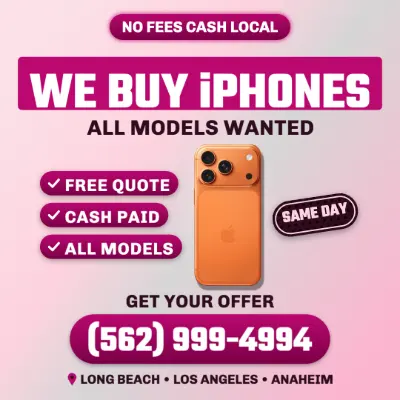 NO FEES CASH LOCAL
WE BUY iPHONES
ALL MODELS WANTED
FREE QUOTE
CASH PAID
ALL MODELS
SAME DAY
GET YOUR OFFER
(562) 999-4994
LONG BEACH • LOS ANGELES • ANAHEIM